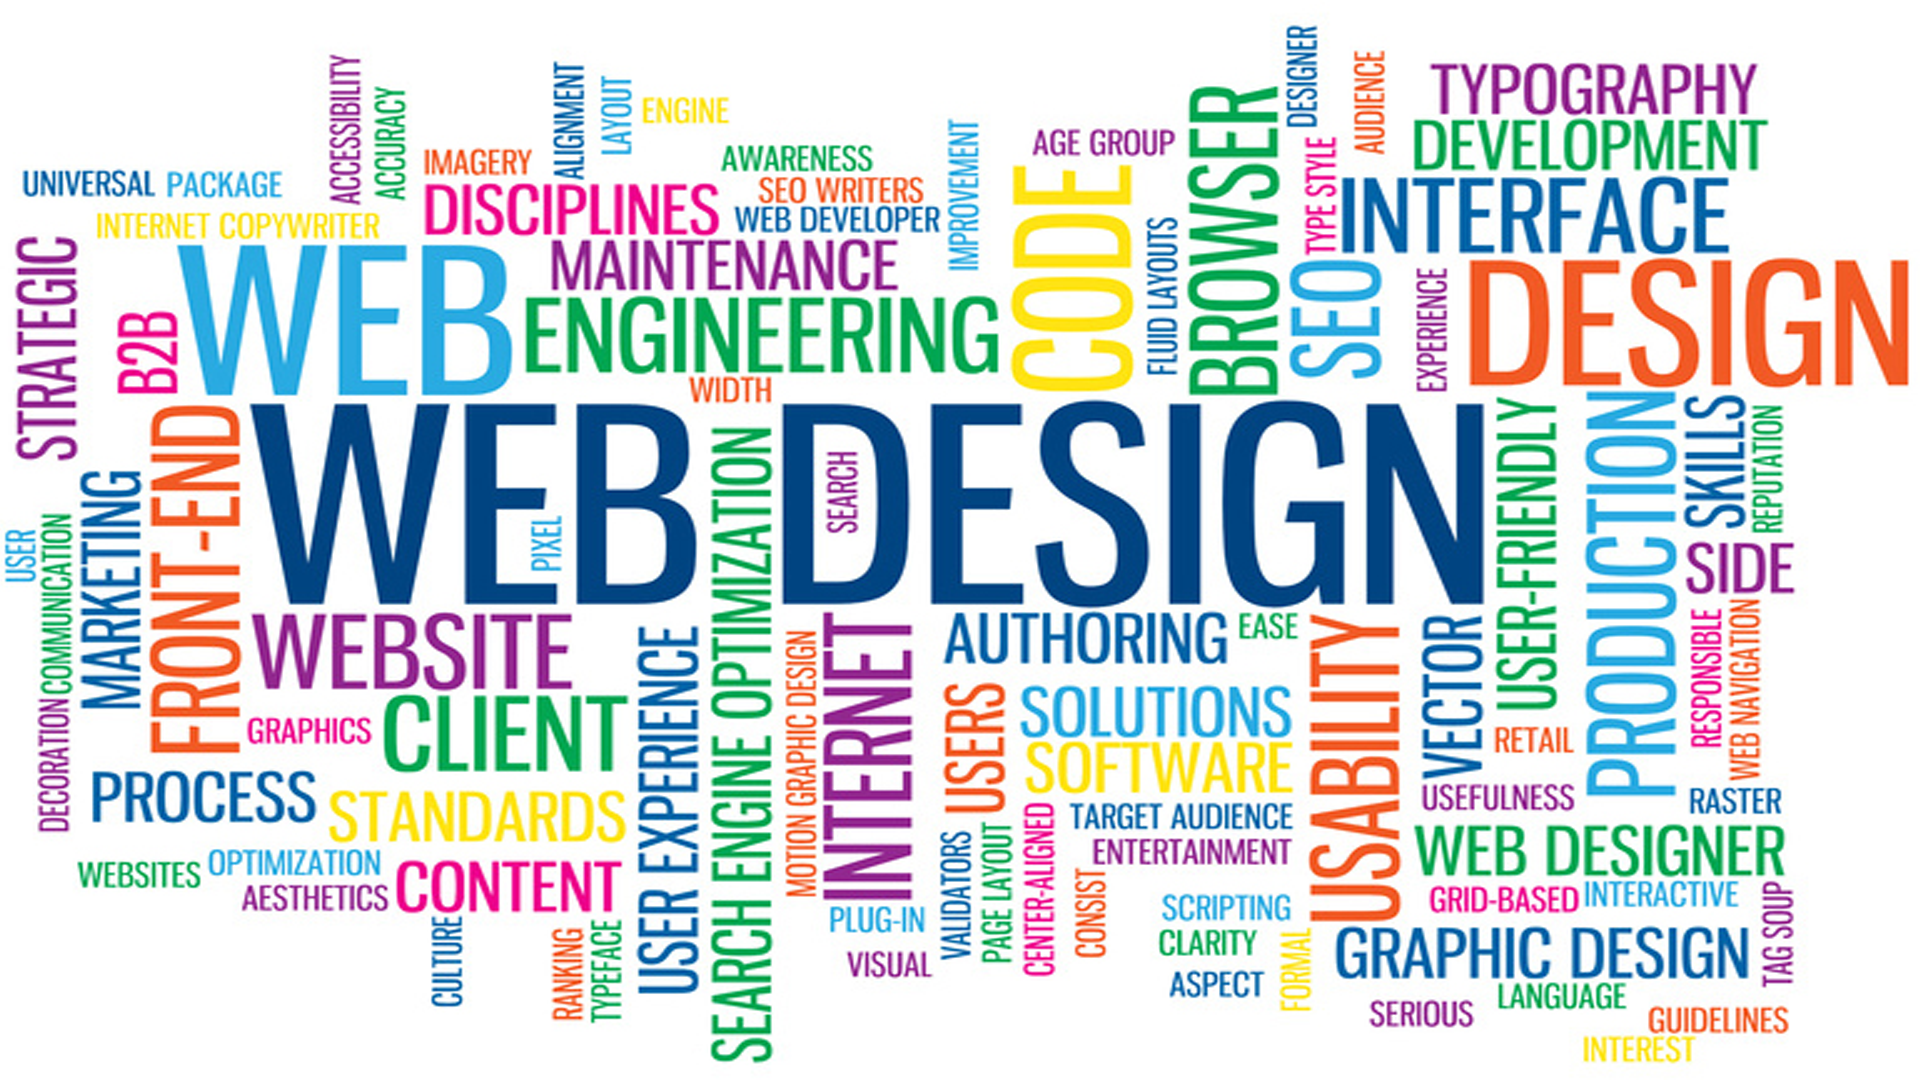 DESIGNER
AUDIENCE
ACCESSIBILITY
ACCURACY
ALIGNMENT
LAYOUT
ENGINE
TYPOGRAPHY
DEVELOPMENT
BROWSER
AGE GROUP
IMPROVEMENT
AWARENESS
IMAGERY
SEO WRITERS
DISCIPLINES
WEB DEVELOPER
UNIVERSAL
PACKAGE
INTERNET COPYWRITER
TYPE STYLE
INTERFACE
CODE
FLUID LAYOUTS
STRATEGIC
WEB
MAINTENANCE
ENGINEERING
SEO
EXPERIENCE
DESIGN
B2B
WIDTH
WEB DESIGN
PIXEL
SEARCH
FRONT-END
MARKETING
USER
COMMUNICATION
DECORATION
SEARCH ENGINE OPTIMIZATION
USER-FRIENDLY
PRODUCTION
SKILLS
REPUTATION
SIDE
WEBSITE
USER EXPERIENCE
MOTION GRAPHIC DESIGN
INTERNET
AUTHORING
EASE
USABILITY
VECTOR
RESPONSIBLE
WEB NAVIGATION
CLIENT
GRAPHICS
USERS
SOLUTIONS
SOFTWARE
RETAIL
PROCESS
STANDARDS
TARGET AUDIENCE
USEFULNESS
RASTER
ENTERTAINMENT
WEB DESIGNER
WEBSITES
OPTIMIZATION
AESTHETICS
CONTENT
VALIDATORS
PAGE LAYOUT
CENTER-ALIGNED
CONSIST
GRID-BASED
INTERACTIVE
PLUG-IN
SCRIPTING
CULTURE
RANKING
TYPEFACE
VISUAL
CLARITY
ASPECT
FORMAL
GRAPHIC DESIGN
TAG SOUP
LANGUAGE
SERIOUS
GUIDELINES
INTEREST